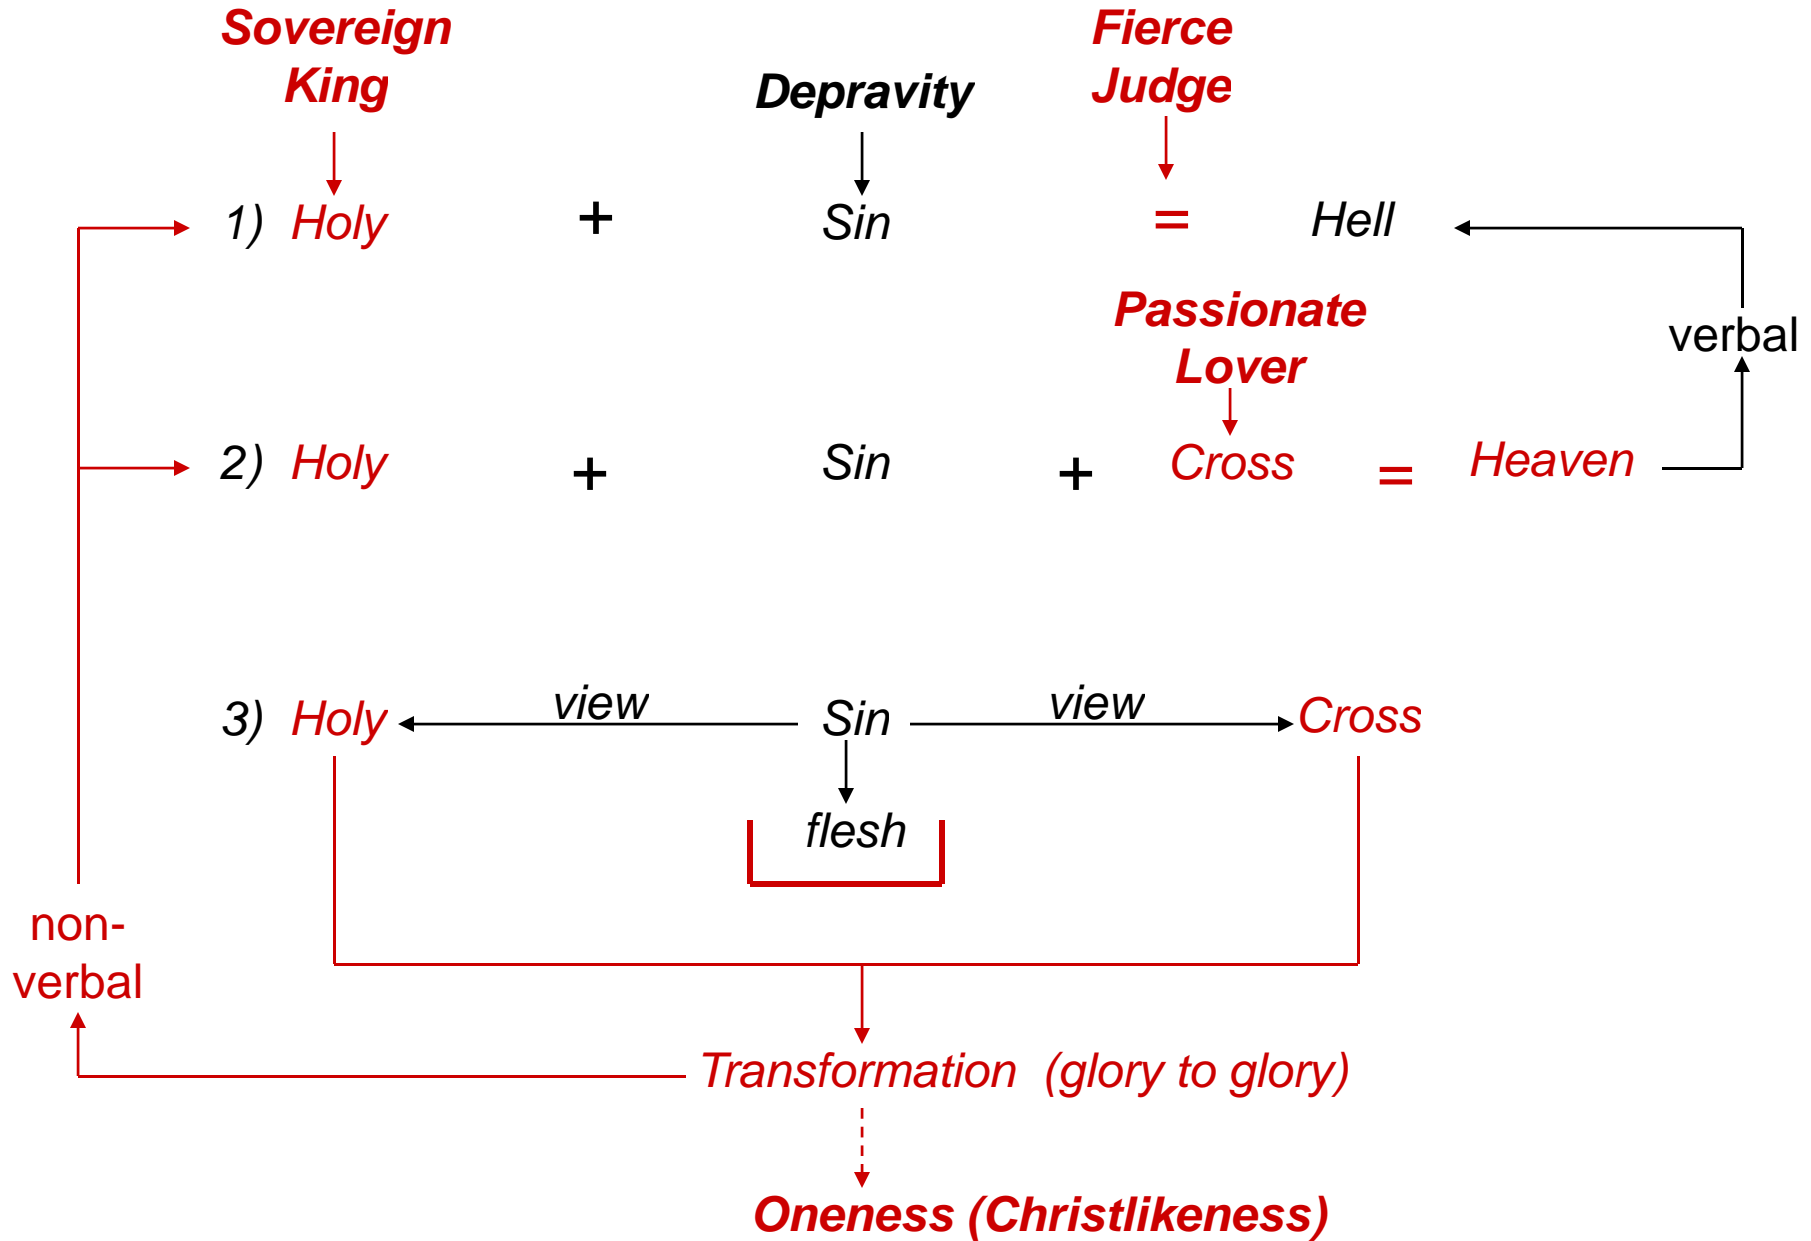 Sovereign
King
Depravity
Fierce
Judge
1) Holy + Sin = Hell
Passionate
Lover
verbal
2) Holy + Sin + Cross = Heaven
3) Holy view Sin view Cross
flesh
non-
verbal
Transformation (glory to glory)
Oneness (Christlikeness)